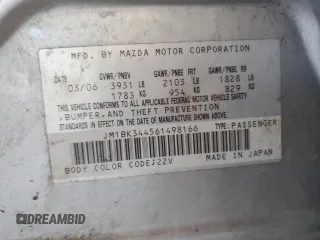 MFD. BY MAZDA MOTOR CORPORATION
GVWR/PNBV GAWR/PNBE FRT GAWR/PNBE RR
03/06 3931 LB 2103 LB 1828 LB
1783 KG 954 KG 829 KG
THIS VEHICLE CONFORMS TO ALL APPLICABLE
FEDERAL MOTOR VEHICLE SAFETY,
BUMPER, AND THEFT PREVENTION
STANDARDS IN EFFECT ON THE DATE OF
MANUFACTURE SHOWN ABOVE.
JM1BK344561498166 TYPE:PASSENGER
MADE IN JAPAN
BODY COLOR CODE/22V
©DREAMBID
DREAMBID.COM